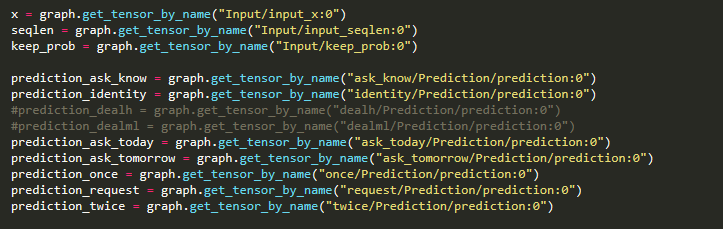 x = graph.get_tensor_by_name("Input/input_x:0")
seqlen = graph.get_tensor_by_name("Input/input_seqlen:0")
keep_prob = graph.get_tensor_by_name("Input/keep_prob:0")
prediction_ask_know = graph.get_tensor_by_name("ask_know/Prediction/prediction:0")
prediction_identity = graph.get_tensor_by_name("identity/Prediction/prediction:0")
#prediction_dealh = graph.get_tensor_by_name("dealh/Prediction/prediction:0")
#prediction_dealml = graph.get_tensor_by_name("dealml/Prediction/prediction:0")
prediction_ask_today = graph.get_tensor_by_name("ask_today/Prediction/prediction:0")
prediction_ask_tomorrow = graph.get_tensor_by_name("ask_tomorrow/Prediction/prediction:0")
prediction_once = graph.get_tensor_by_name("once/Prediction/prediction:0")
prediction_request = graph.get_tensor_by_name("request/Prediction/prediction:0")
prediction_twice = graph.get_tensor_by_name("twice/Prediction/prediction:0")